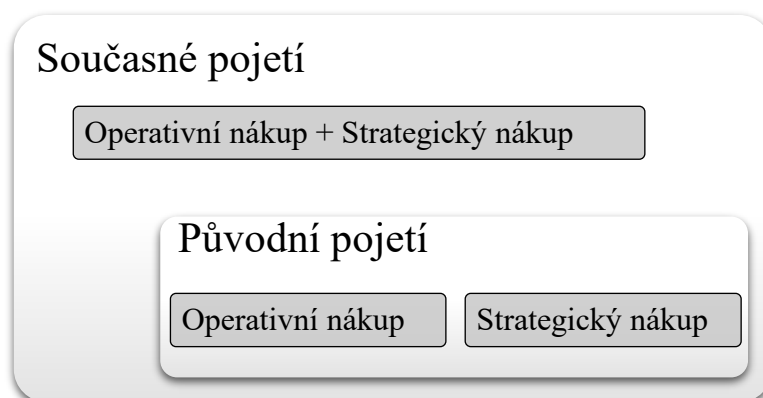 Současné pojetí
Operativní nákup + Strategický nákup
Původní pojetí
Operativní nákup
Strategický nákup